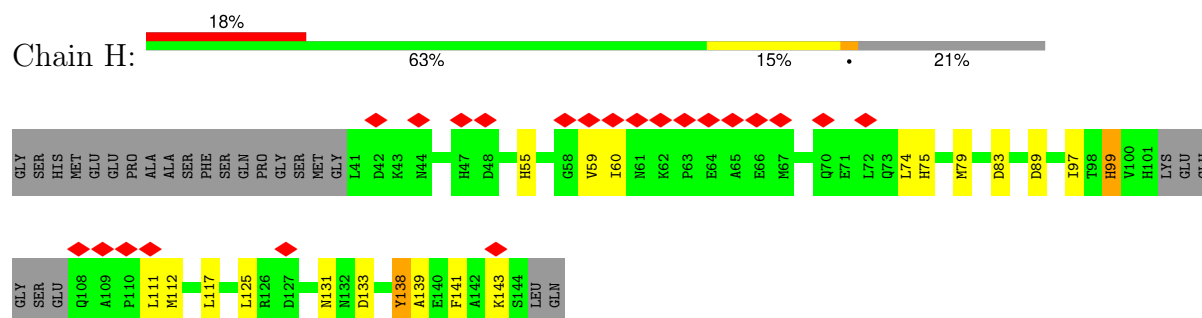 18%
Chain H:
63% 15% • 21%
GLY SER HIS MET GLU GLU PRO ALA ALA SER PHE SER GLN PRO GLY SER MET GLY L41 D42 K43 N44 H47 D48 H55 G58 V59 I60 N61 K62 P63 E64 A65 E66 M67 Q70 E71 L72 Q73 L74 H75 M79 D83 D89 I97 T98 H99 V100 H101 LYS GLU
GLY SER GLU Q108 A109 P110 L111 M112 L117 L125 R126 D127 N131 N132 D133 Y138 A139 E140 F141 A142 K143 S144 LEU GLN